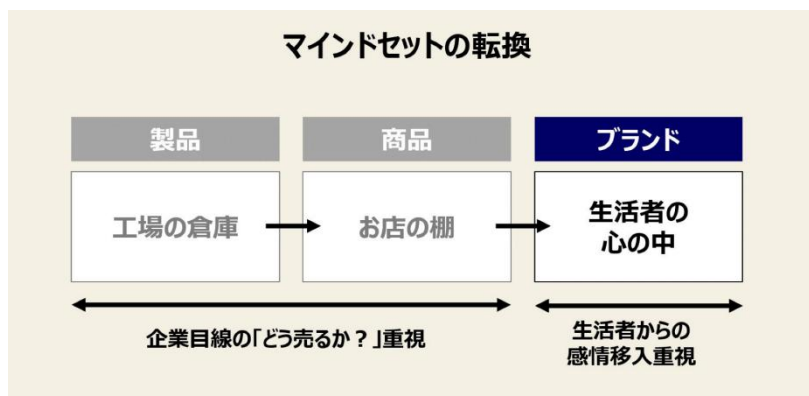 マインドセットの転換
製品
商品
ブランド
工場の倉庫
お店の棚
生活者の
心の中
企業目線の「どう売るか？」重視
生活者からの
感情移入重視